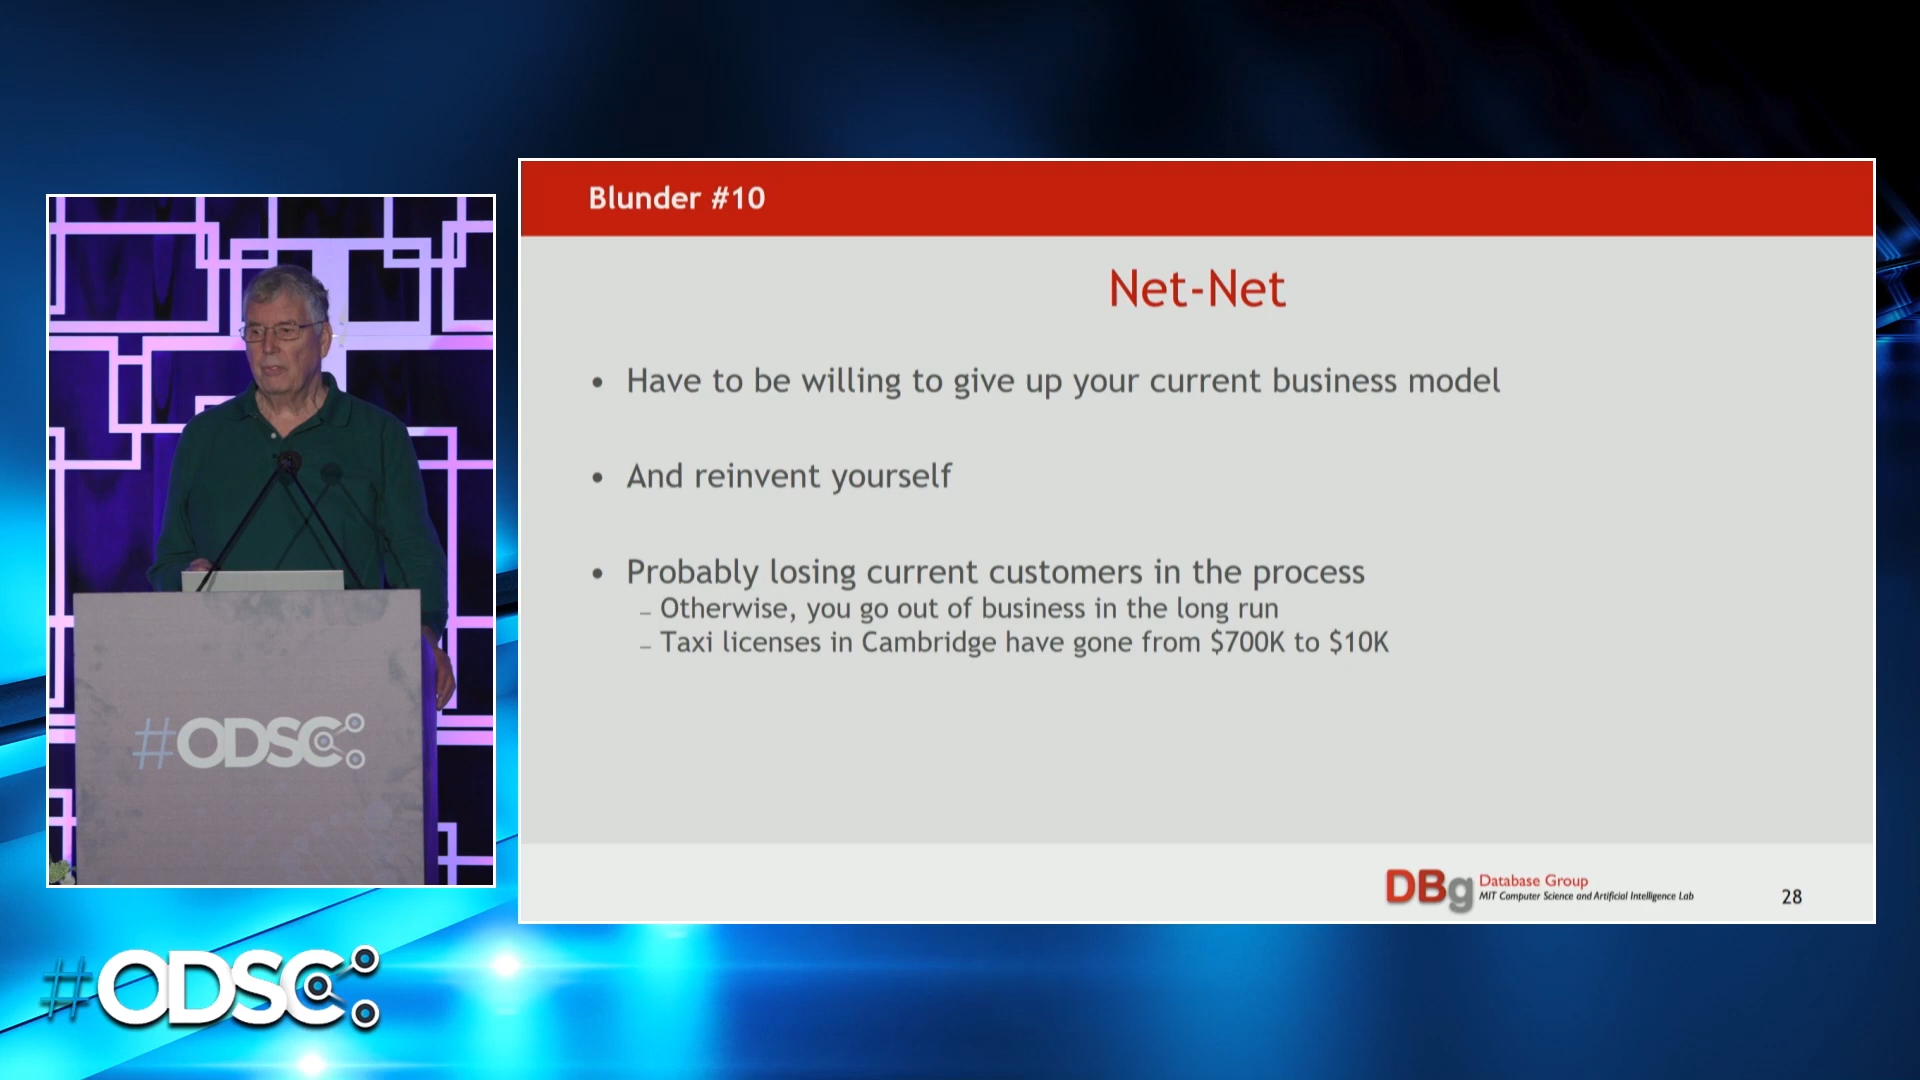 Blunder #10
Net-Net
• Have to be willing to give up your current business model
• And reinvent yourself
• Probably losing current customers in the process
– Otherwise, you go out of business in the long run
– Taxi licenses in Cambridge have gone from $700K to $10K
DBg Database Group
MIT Computer Science and Artificial Intelligence Lab
28
#ODSC
#ODSC